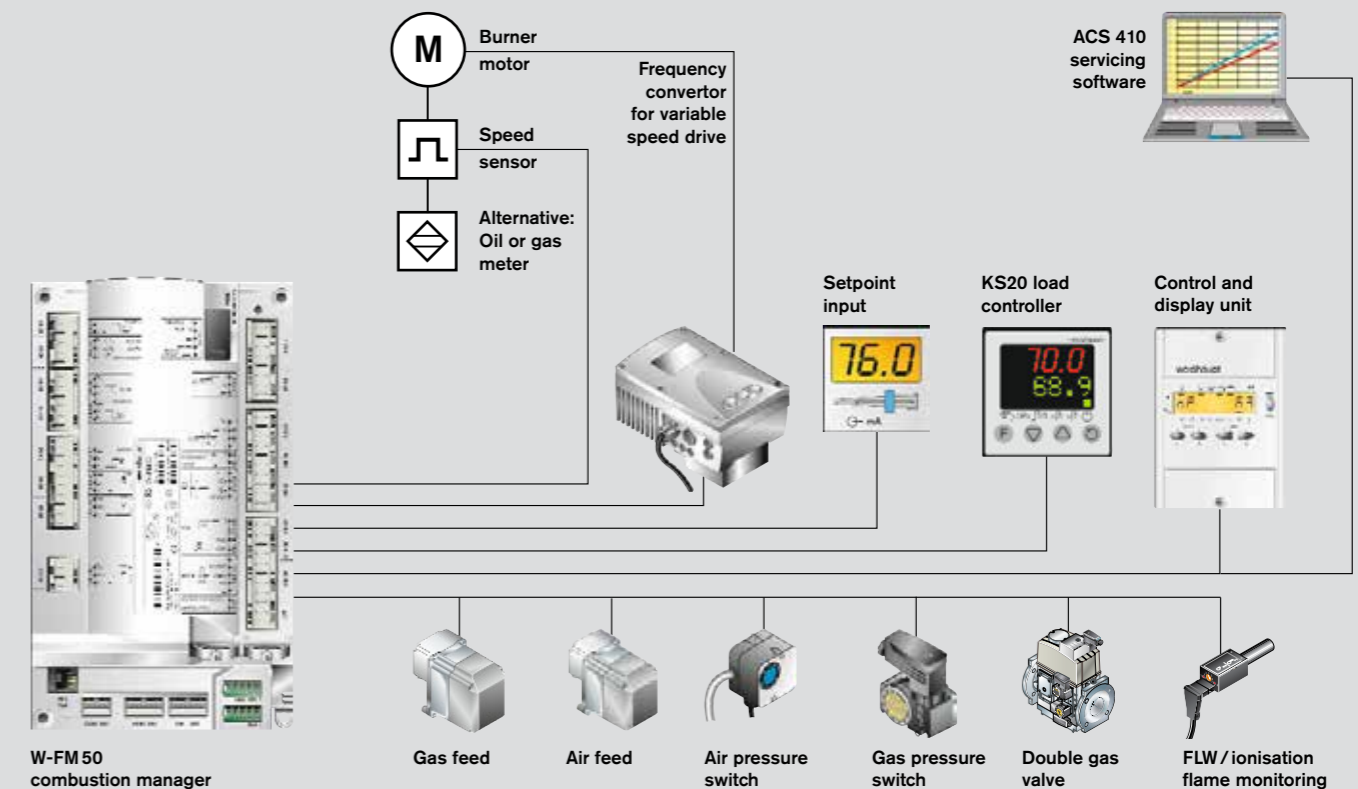 M
Burner
motor
Frequency
convertor
for variable
speed drive
ACS 410
servicing
software
Speed
sensor
Alternative:
Oil or gas
meter
Setpoint
input
KS20 load
controller
Control and
display unit
76.0
mA
70.0
68.9
F
W-FM 50
combustion manager
Gas feed
Air feed
Air pressure
switch
Gas pressure
switch
Double gas
valve
FLW / ionisation
flame monitoring